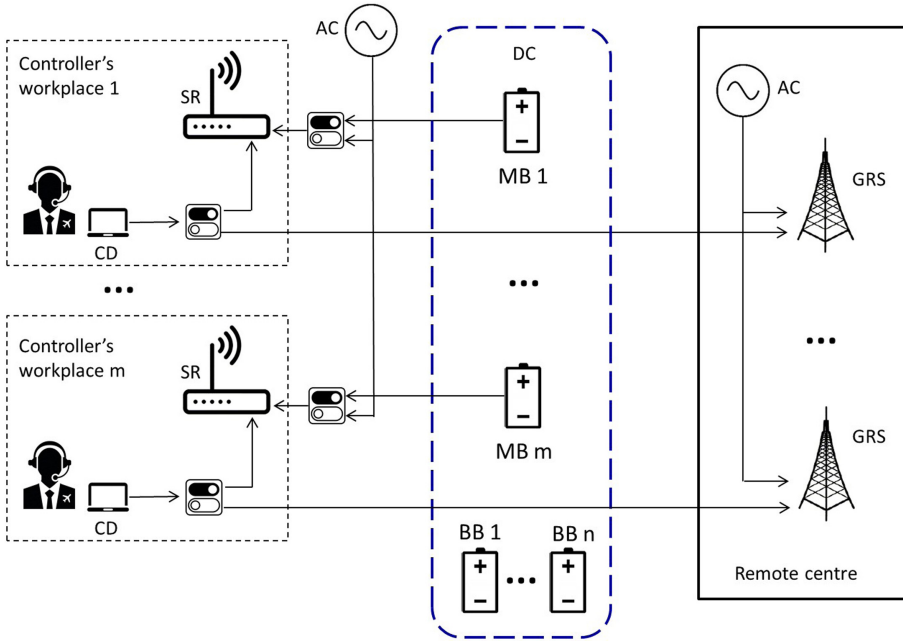 AC
DC
Controller's
workplace 1
SR
MB 1
CD
AC
GRS
...
...
...
Controller's
workplace m
SR
MB m
CD
GRS
BB 1
...
BB n
Remote centre